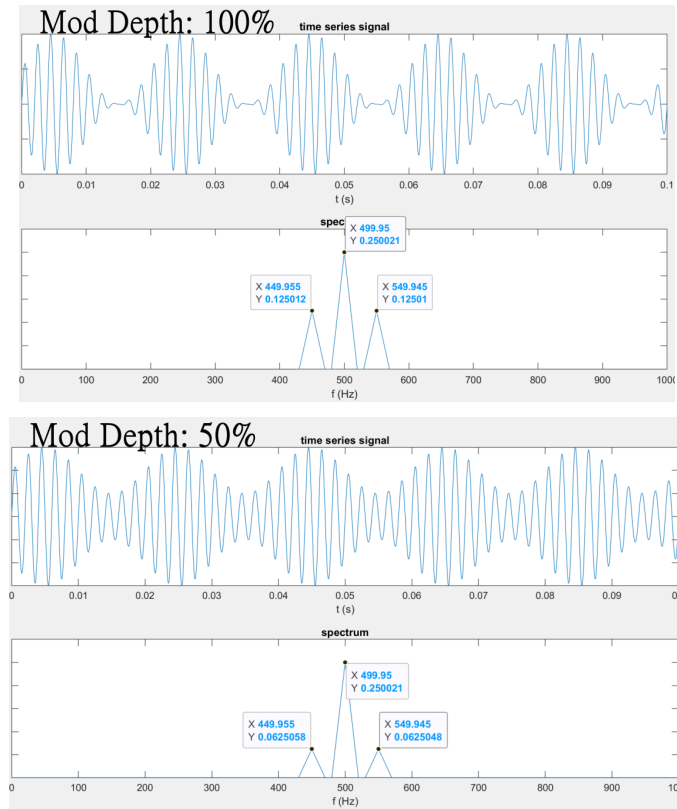 Mod Depth: 100%
time series signal
0 0.01 0.02 0.03 0.04 0.05 0.06 0.07 0.08 0.09 0.1
t (s)
spec
X 499.95
Y 0.250021
X 449.955
Y 0.125012
X 549.945
Y 0.12501
0 100 200 300 400 500 600 700 800 900 1000
f (Hz)
Mod Depth: 50%
time series signal
0 0.01 0.02 0.03 0.04 0.05 0.06 0.07 0.08 0.09 0
t (s)
spectrum
X 499.95
Y 0.250021
X 449.955
Y 0.0625058
X 549.945
Y 0.0625048
0 100 200 300 400 500 600 700 800 900 10
f (Hz)